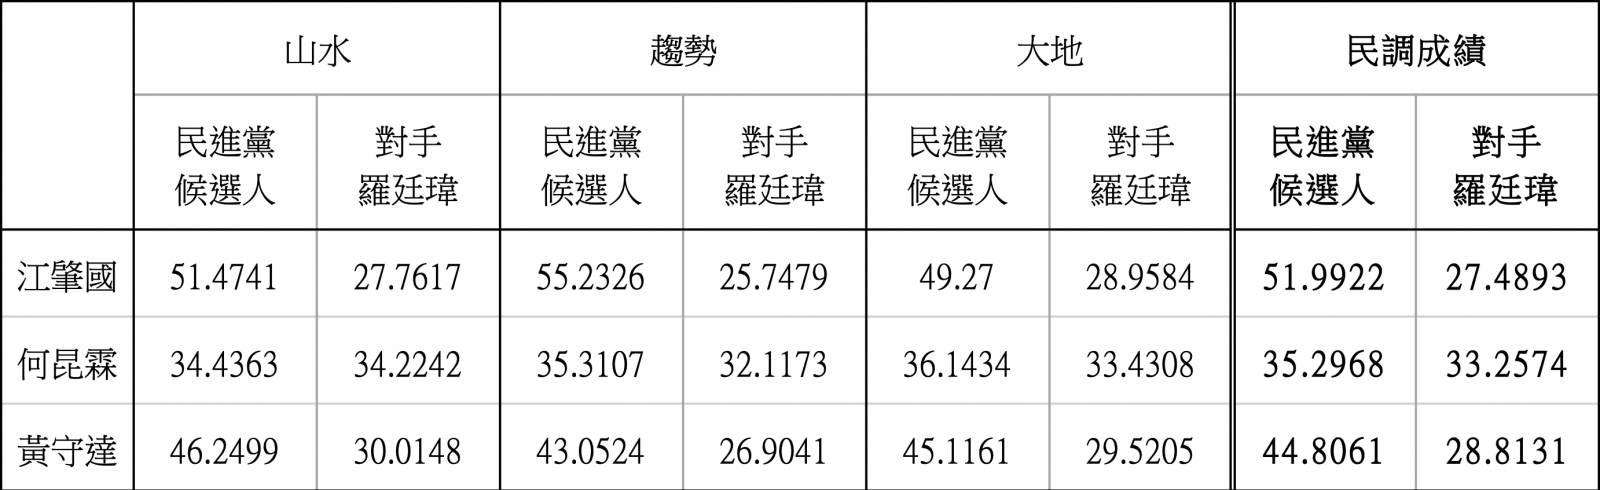 山水 趨勢 大地 民調成績
民進黨 對手 民進黨 對手 民進黨 對手 民進黨 對手
候選人 羅廷瑋 候選人 羅廷瑋 候選人 羅廷瑋 候選人 羅廷瑋
江肇國 51.4741 27.7617 55.2326 25.7479 49.27 28.9584 51.9922 27.4893
何昆霖 34.4363 34.2242 35.3107 32.1173 36.1434 33.4308 35.2968 33.2574
黃守達 46.2499 30.0148 43.0524 26.9041 45.1161 29.5205 44.8061 28.8131